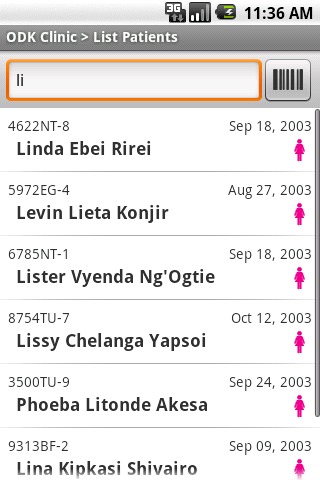 3G
11:36 AM
ODK Clinic > List Patients
li
4622NT-8 Sep 18, 2003
Linda Ebei Rirei
5972EG-4 Aug 27, 2003
Levin Lieta Konjir
6785NT-1 Sep 18, 2003
Lister Vyenda Ng'Ogtie
8754TU-7 Oct 12, 2003
Lissy Chelanga Yapsoi
3500TU-9 Sep 24, 2003
Phoeba Litonde Akesa
9313BF-2 Sep 09, 2003
Lina Kipkasi Shivairo